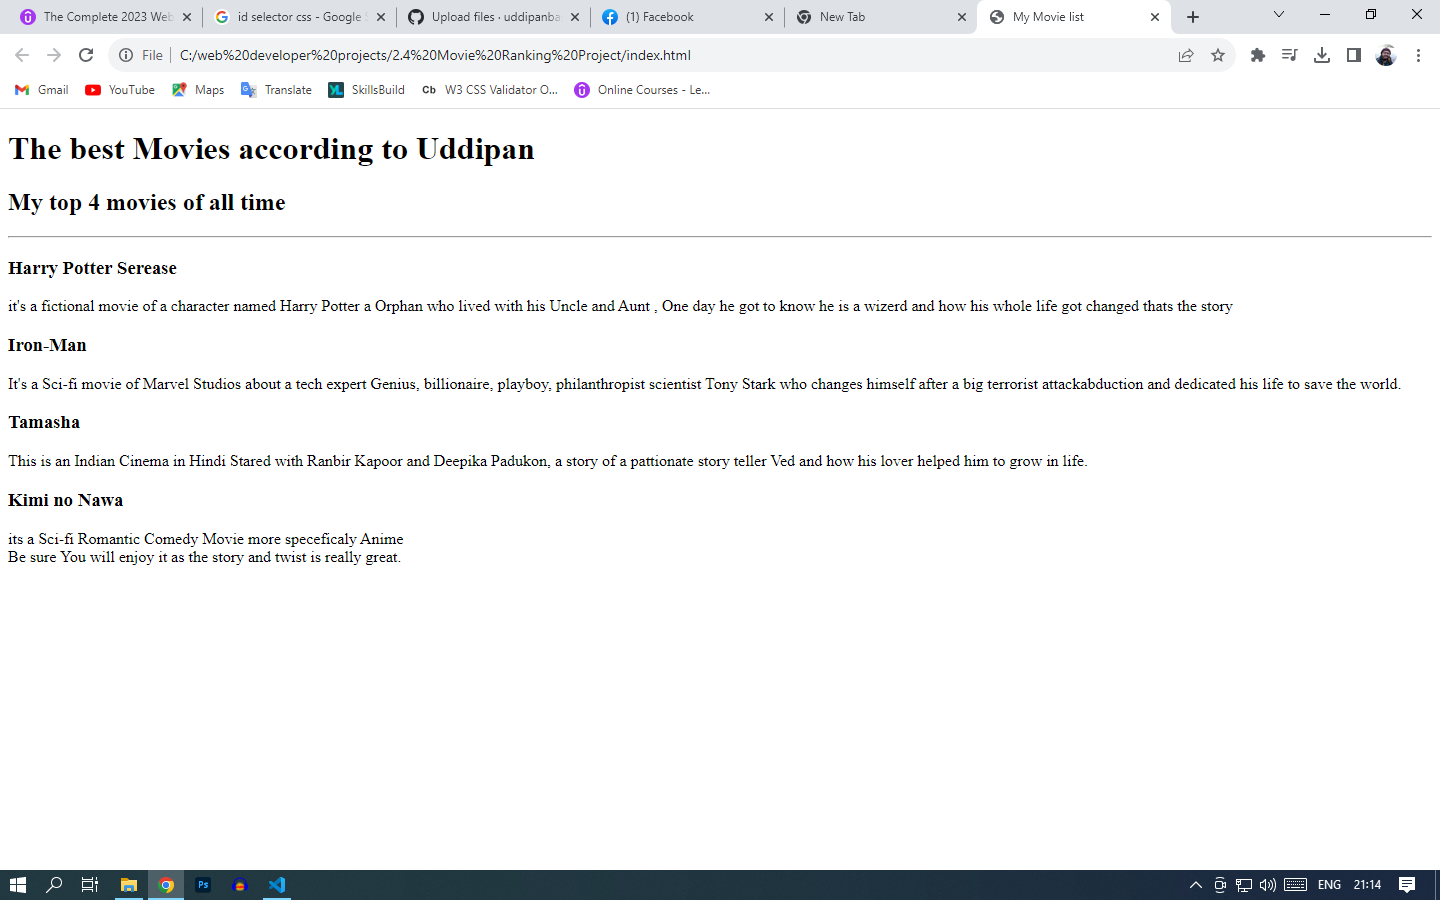 The Complete 2023 Web
id selector css - Google S
Upload files · uddipanba
(1) Facebook
New Tab
My Movie list
File
C:/web%20developer%20projects/2.4%20Movie%20Ranking%20Project/index.html
Gmail
YouTube
Maps
Translate
SkillsBuild
Cb
W3 CSS Validator O...
Online Courses - Le...
The best Movies according to Uddipan
My top 4 movies of all time
Harry Potter Serease
it's a fictional movie of a character named Harry Potter a Orphan who lived with his Uncle and Aunt , One day he got to know he is a wizerd and how his whole life got changed thats the story
Iron-Man
It's a Sci-fi movie of Marvel Studios about a tech expert Genius, billionaire, playboy, philanthropist scientist Tony Stark who changes himself after a big terrorist attackabduction and dedicated his life to save the world.
Tamasha
This is an Indian Cinema in Hindi Stared with Ranbir Kapoor and Deepika Padukon, a story of a pattionate story teller Ved and how his lover helped him to grow in life.
Kimi no Nawa
its a Sci-fi Romantic Comedy Movie more speceficaly Anime
Be sure You will enjoy it as the story and twist is really great.
Ps
ENG
21:14